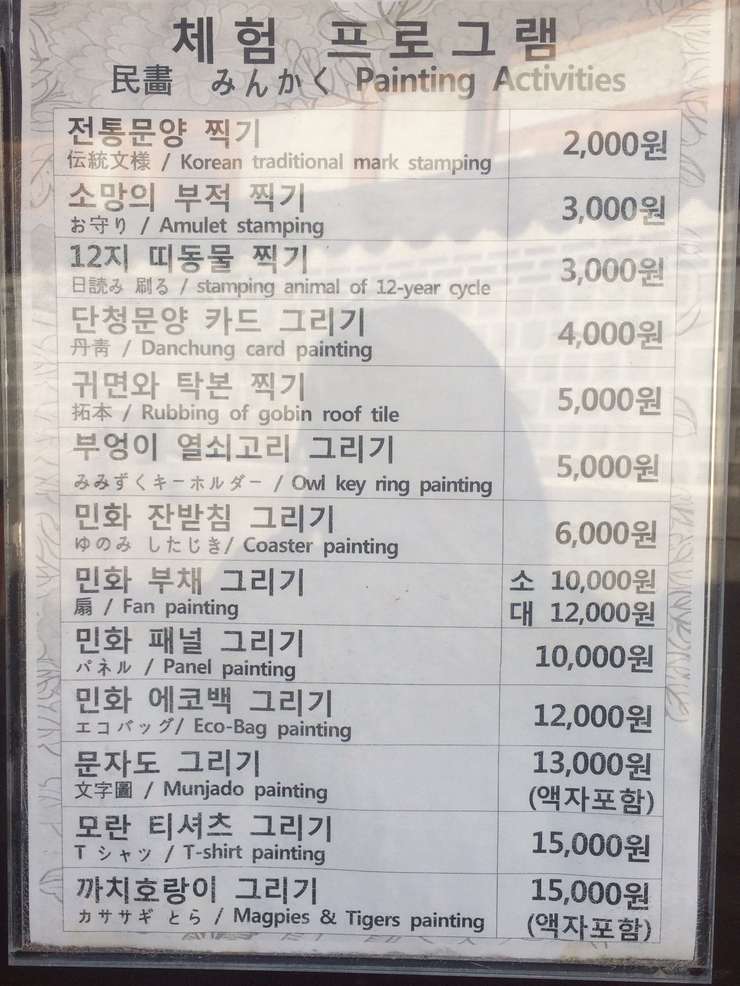 체험 프로그램
民畵 みんかく Painting Activities
전통문양 찍기
伝統文様 / Korean traditional mark stamping
2,000원
소망의 부적 찍기
お守り / Amulet stamping
3,000원
12지 띠동물 찍기
日読み 刷る / stamping animal of 12-year cycle
3,000원
단청문양 카드 그리기
丹靑 / Danchung card painting
4,000원
귀면와 탁본 찍기
拓本 / Rubbing of gobin roof tile
5,000원
부엉이 열쇠고리 그리기
みみずくキーホルダー / Owl key ring painting
5,000원
민화 잔받침 그리기
ゆのみ したじき/ Coaster painting
6,000원
민화 부채 그리기
扇 / Fan painting
소 10,000원
대 12,000원
민화 패널 그리기
パネル / Panel painting
10,000원
민화 에코백 그리기
エコバッグ/ Eco-Bag painting
12,000원
문자도 그리기
文字圖 / Munjado painting
13,000원
(액자포함)
모란 티셔츠 그리기
T シャツ / T-shirt painting
15,000원
까치호랑이 그리기
カササギ とら / Magpies & Tigers painting
15,000원
(액자포함)